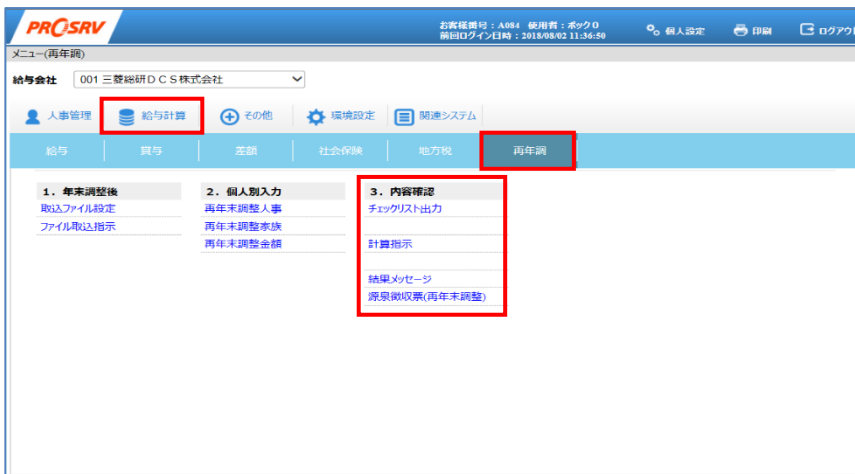 PROSRV
お客様番号：A084 使用者：ボック０
前回ログイン日時：2018/08/02 11:36:50
個人設定
印刷
ログアウト
メニュー(再年調)
給与会社
001 三菱総研ＤＣＳ株式会社
人事管理
給与計算
その他
環境設定
関連システム
給与
賞与
差額
社会保険
地方税
再年調
1．年末調整後
取込ファイル設定
ファイル取込指示
2．個人別入力
再年末調整人事
再年末調整家族
再年末調整金額
3．内容確認
チェックリスト出力
計算指示
結果メッセージ
源泉徴収票(再年末調整)